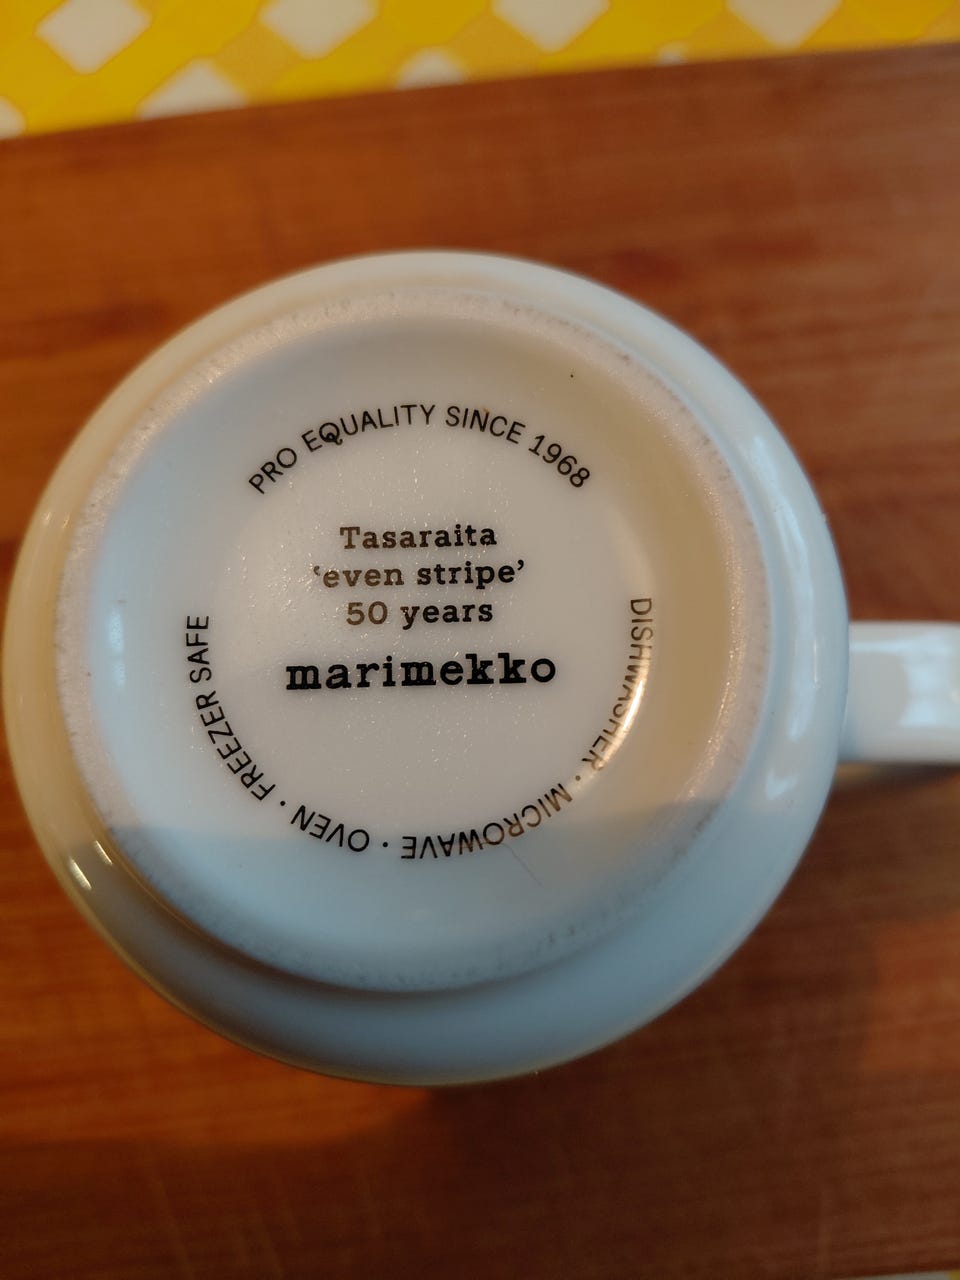 PRO EQUALITY SINCE 1968
Tasaraita
‘even stripe’
50 years
marimekko
DISHWASHER · MICROWAVE · OVEN · FREEZER SAFE